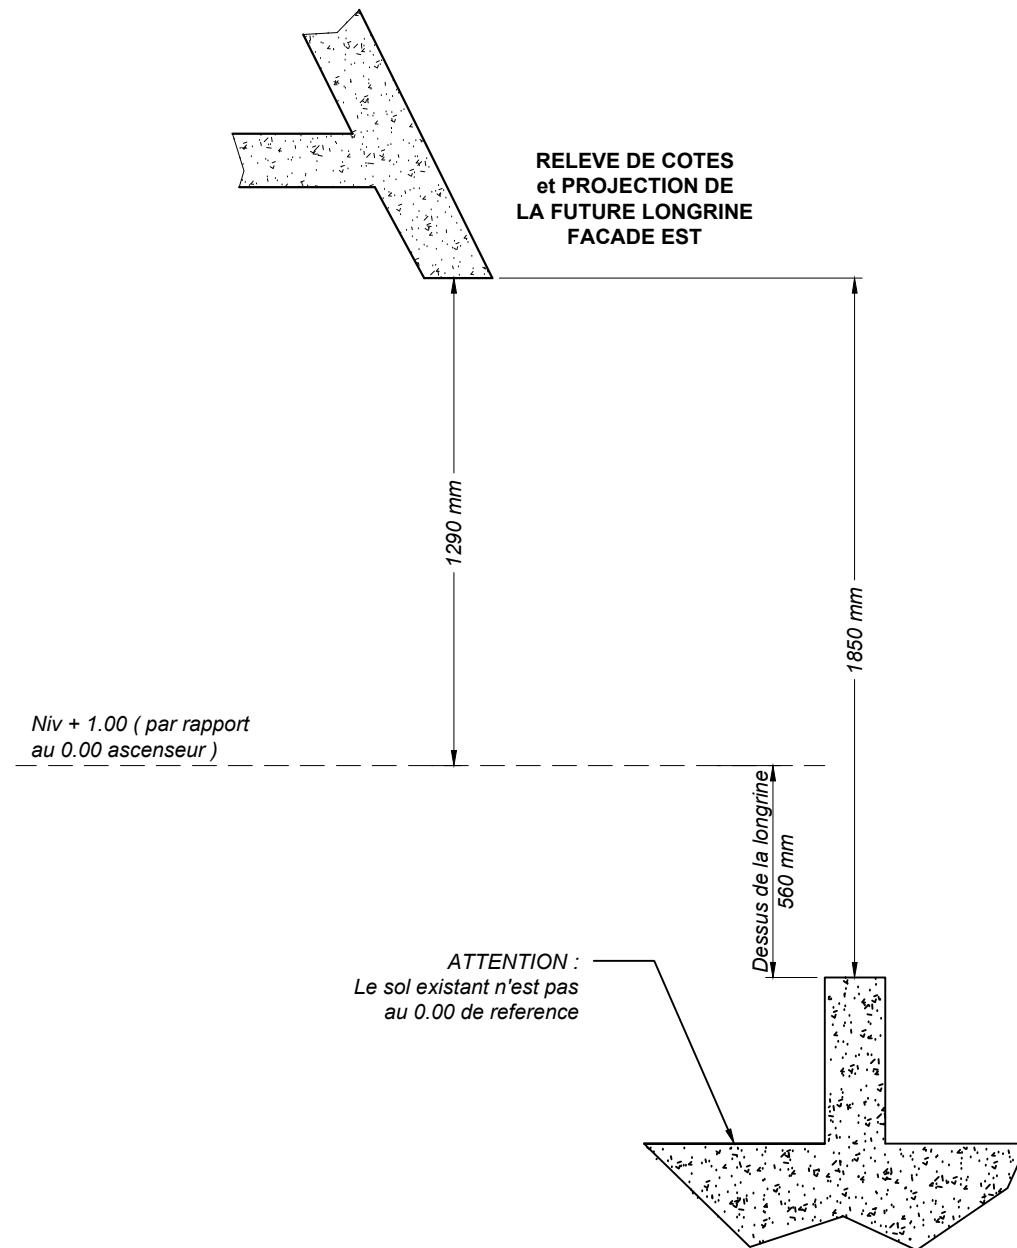 RELEVE DE COTES
et PROJECTION DE
LA FUTURE LONGRINE
FACADE EST
1290 mm
1850 mm
Niv + 1.00 ( par rapport
au 0.00 ascenseur )
Dessus de la longrine
560 mm
ATTENTION :
Le sol existant n'est pas
au 0.00 de reference